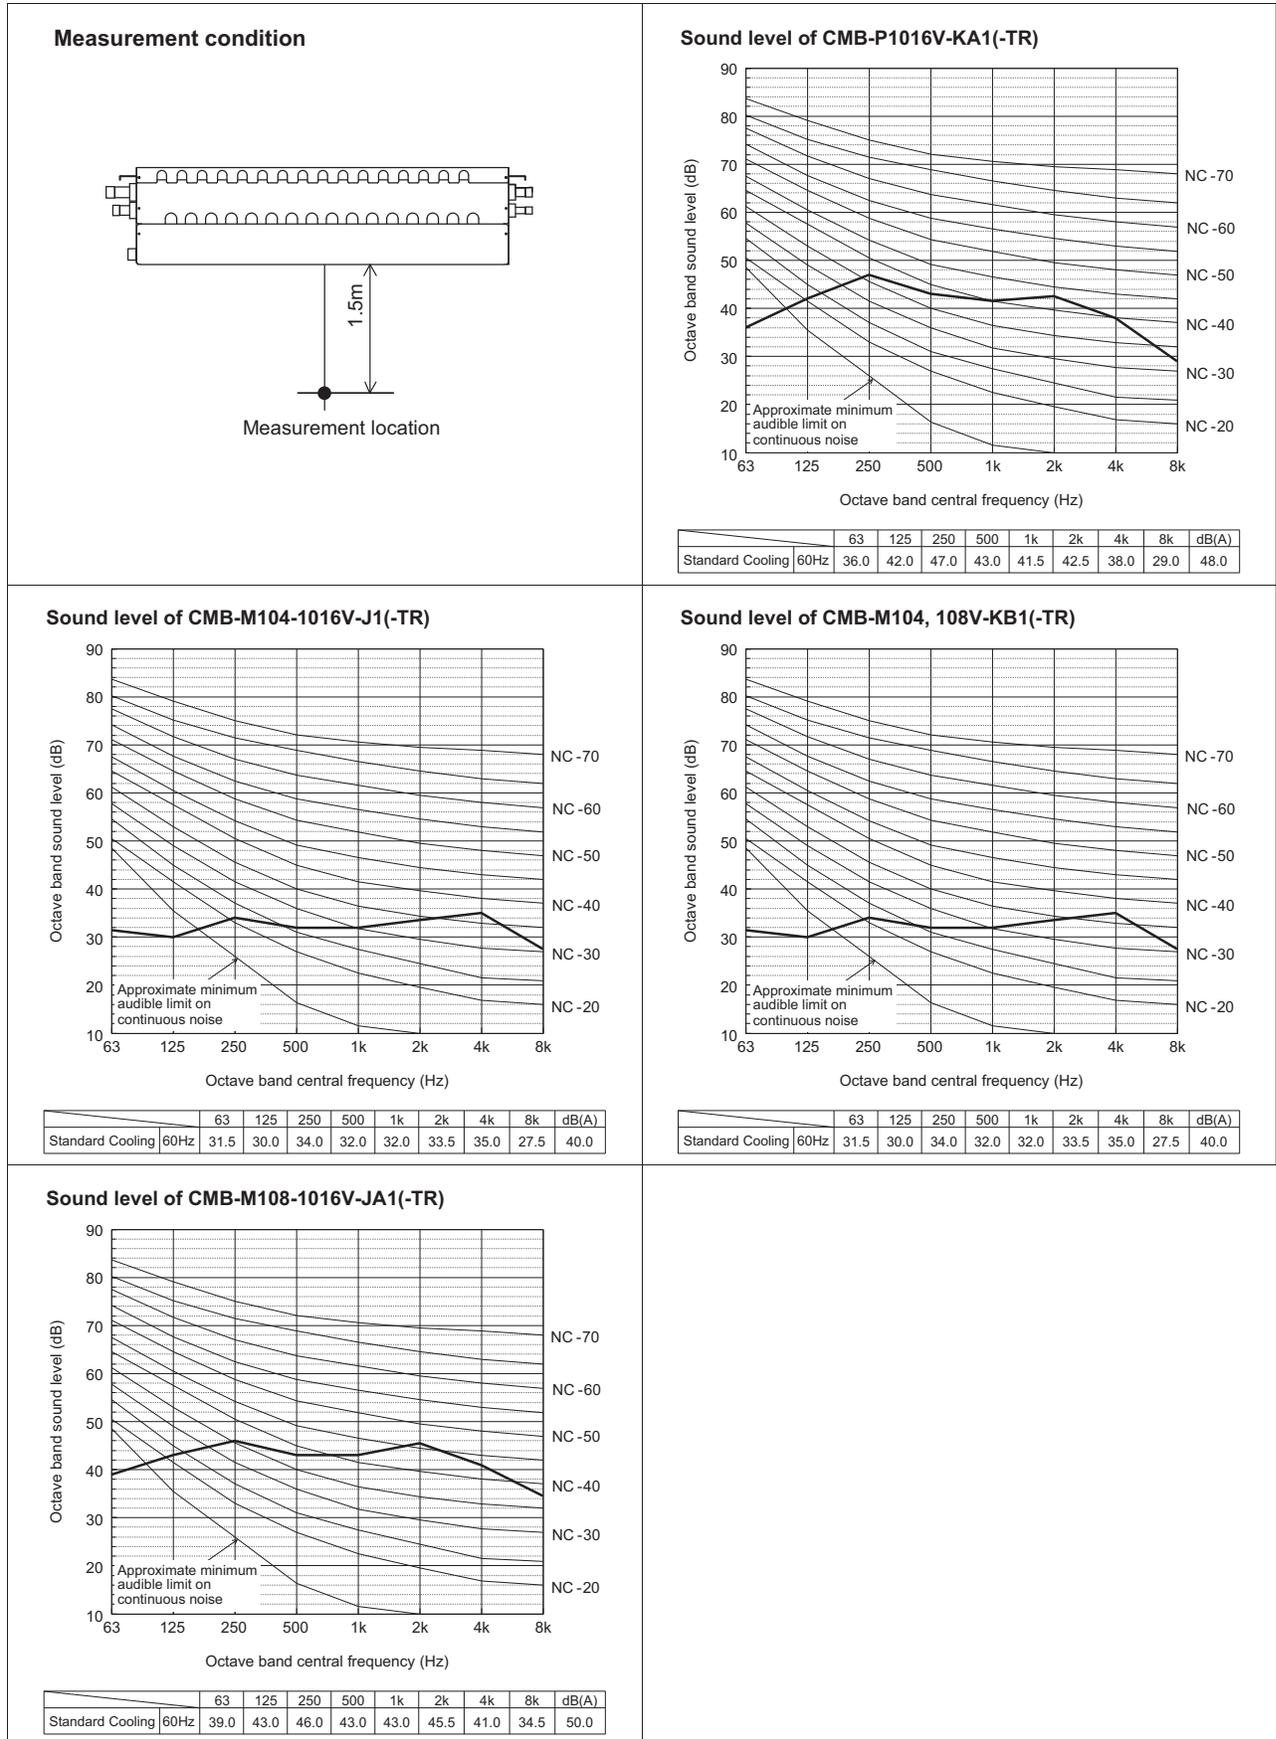 Measurement condition
1.5m
Measurement location
Sound level of CMB-P1016V-KA1(-TR)
Octave band sound level (dB)
90
80
70
60
50
40
30
20
10
NC-70
NC-60
NC-50
NC-40
NC-30
NC-20
Approximate minimum
audible limit on
continuous noise
63 125 250 500 1k 2k 4k 8k
Octave band central frequency (Hz)
63 125 250 500 1k 2k 4k 8k dB(A)
Standard Cooling 60Hz 36.0 42.0 47.0 43.0 41.5 42.5 38.0 29.0 48.0
Sound level of CMB-M104-1016V-J1(-TR)
Octave band sound level (dB)
90
80
70
60
50
40
30
20
10
NC-70
NC-60
NC-50
NC-40
NC-30
NC-20
Approximate minimum
audible limit on
continuous noise
63 125 250 500 1k 2k 4k 8k
Octave band central frequency (Hz)
63 125 250 500 1k 2k 4k 8k dB(A)
Standard Cooling 60Hz 31.5 30.0 34.0 32.0 32.0 33.5 35.0 27.5 40.0
Sound level of CMB-M104, 108V-KB1(-TR)
Octave band sound level (dB)
90
80
70
60
50
40
30
20
10
NC-70
NC-60
NC-50
NC-40
NC-30
NC-20
Approximate minimum
audible limit on
continuous noise
63 125 250 500 1k 2k 4k 8k
Octave band central frequency (Hz)
63 125 250 500 1k 2k 4k 8k dB(A)
Standard Cooling 60Hz 31.5 30.0 34.0 32.0 32.0 33.5 35.0 27.5 40.0
Sound level of CMB-M108-1016V-JA1(-TR)
Octave band sound level (dB)
90
80
70
60
50
40
30
20
10
NC-70
NC-60
NC-50
NC-40
NC-30
NC-20
Approximate minimum
audible limit on
continuous noise
63 125 250 500 1k 2k 4k 8k
Octave band central frequency (Hz)
63 125 250 500 1k 2k 4k 8k dB(A)
Standard Cooling 60Hz 39.0 43.0 46.0 43.0 43.0 45.5 41.0 34.5 50.0